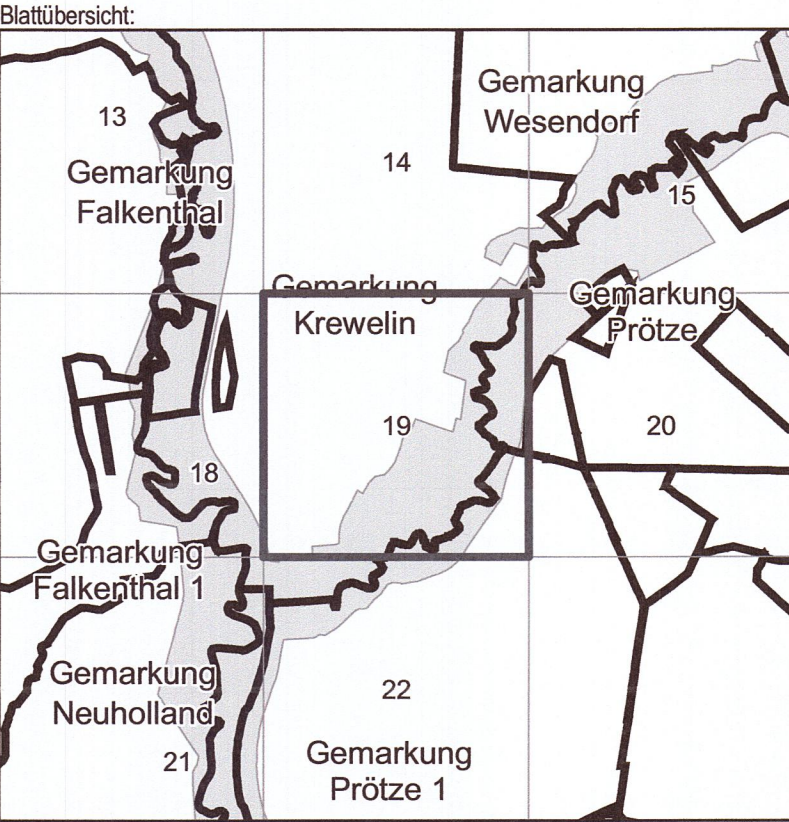 Blattübersicht:
Gemarkung
Wesendorf
13
14
Gemarkung
Falkenthal
15
Gemarkung
Krewelin
Gemarkung
Prötze
19
20
18
Gemarkung
Falkenthal 1
Gemarkung
Neuholland
22
21
Gemarkung
Prötze 1